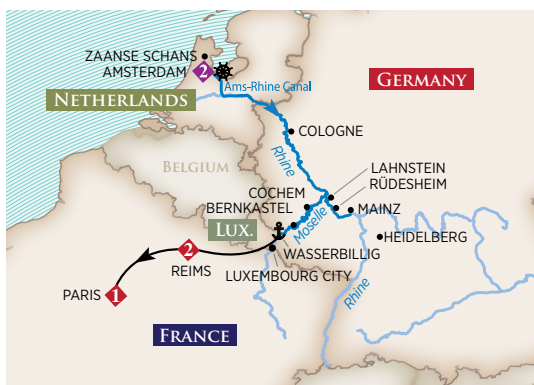 ZAANSE SCHANS
AMSTERDAM
2
NETHERLANDS
Ams-Rhine Canal
GERMANY
COLOGNE
Rhine
BELGIUM
LAHNSTEIN
RÜDESHEIM
COCHEM
BERNKASTEL
MAINZ
Moselle
LUX.
HEIDELBERG
WASSERBILLIG
2
REIMS
LUXEMBOURG CITY
Rhine
PARIS
1
FRANCE